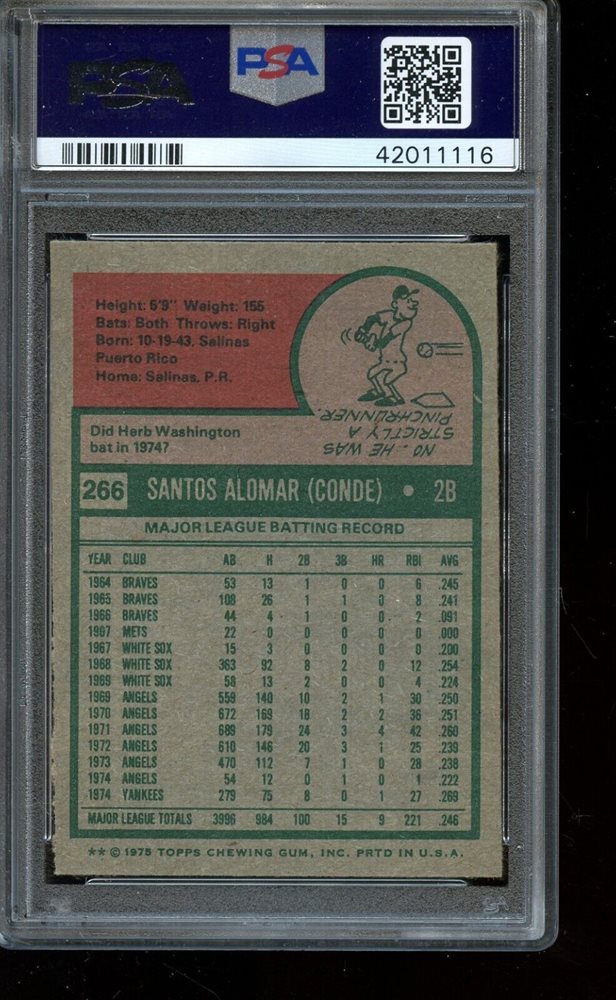 PSA
PSA
42011116
Height: 5'9" Weight: 155
Bats: Both Throws: Right
Born: 10-19-43, Salinas
Puerto Rico
Home: Salinas, P.R.
Did Herb Washington
bat in 1974?
NO.. HE WAS
STRICTLY A
PINCHRUNNER.
266 SANTOS ALOMAR (CONDE) • 2B
MAJOR LEAGUE BATTING RECORD
YEAR CLUB AB H 2B 3B HR RBI AVG
1964 BRAVES 53 13 1 0 0 6 .245
1965 BRAVES 108 26 1 1 0 8 .241
1966 BRAVES 44 4 1 0 0 2 .091
1967 METS 22 0 0 0 0 0 .000
1967 WHITE SOX 15 3 0 0 0 0 .200
1968 WHITE SOX 363 92 8 2 0 12 .254
1969 WHITE SOX 58 13 2 0 0 4 .224
1969 ANGELS 559 140 10 2 1 30 .250
1970 ANGELS 672 169 18 2 2 36 .251
1971 ANGELS 689 179 24 3 4 42 .260
1972 ANGELS 610 146 20 3 1 25 .239
1973 ANGELS 470 112 7 1 0 28 .238
1974 ANGELS 54 12 0 1 0 1 .222
1974 YANKEES 279 75 8 0 1 27 .269
MAJOR LEAGUE TOTALS 3996 984 100 15 9 221 .246
** © 1975 TOPPS CHEWING GUM, INC. PRTD IN U.S.A.